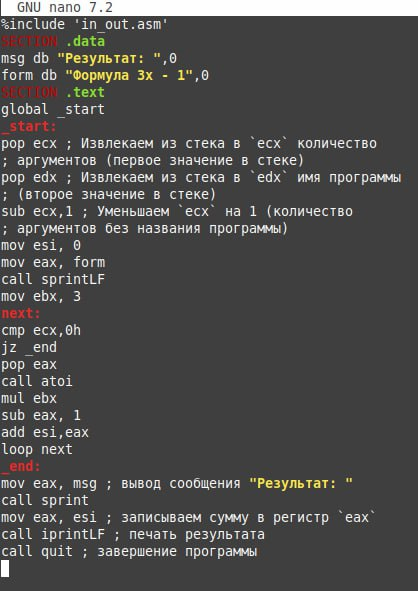 GNU nano 7.2
%include 'in_out.asm'
SECTION .data
msg db "Результат: ",0
form db "Формула 3x - 1",0
SECTION .text
global _start
_start:
pop ecx ; Извлекаем из стека в `ecx` количество
; аргументов (первое значение в стеке)
pop edx ; Извлекаем из стека в `edx` имя программы
; (второе значение в стеке)
sub ecx,1 ; Уменьшаем `ecx` на 1 (количество
; аргументов без названия программы)
mov esi, 0
mov eax, form
call sprintLF
mov ebx, 3
next:
cmp ecx,0h
jz _end
pop eax
call atoi
mul ebx
sub eax, 1
add esi,eax
loop next
_end:
mov eax, msg ; вывод сообщения "Результат: "
call sprint
mov eax, esi ; записываем сумму в регистр `eax`
call iprintLF ; печать результата
call quit ; завершение программы